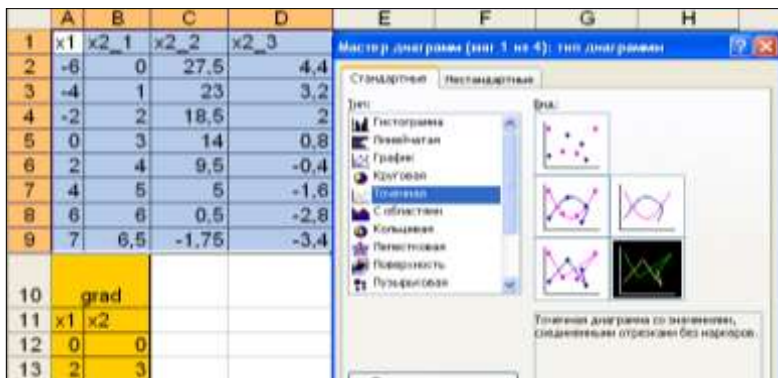 A B C D E F G H
1 x1 x2_1 x2_2 x2_3
2 -6 0 27,5 4,4
3 -4 1 23 3,2
4 -2 2 18,5 2
5 0 3 14 0,8
6 2 4 9,5 -0,4
7 4 5 5 -1,6
8 6 6 0,5 -2,8
9 7 6,5 -1,75 -3,4
10 grad
11 x1 x2
12 0 0
13 2 3
Мастер диаграмм (шаг 1 из 4): тип диаграммы
Стандартные Нестандартные
Тип:
Гистограмма
Линейчатая
График
Круговая
Точечная
С областями
Кольцевая
Лепестковая
Поверхность
Пузырьковая
Вид:
Точечная диаграмма со значениями,
соединенными отрезками без маркеров.